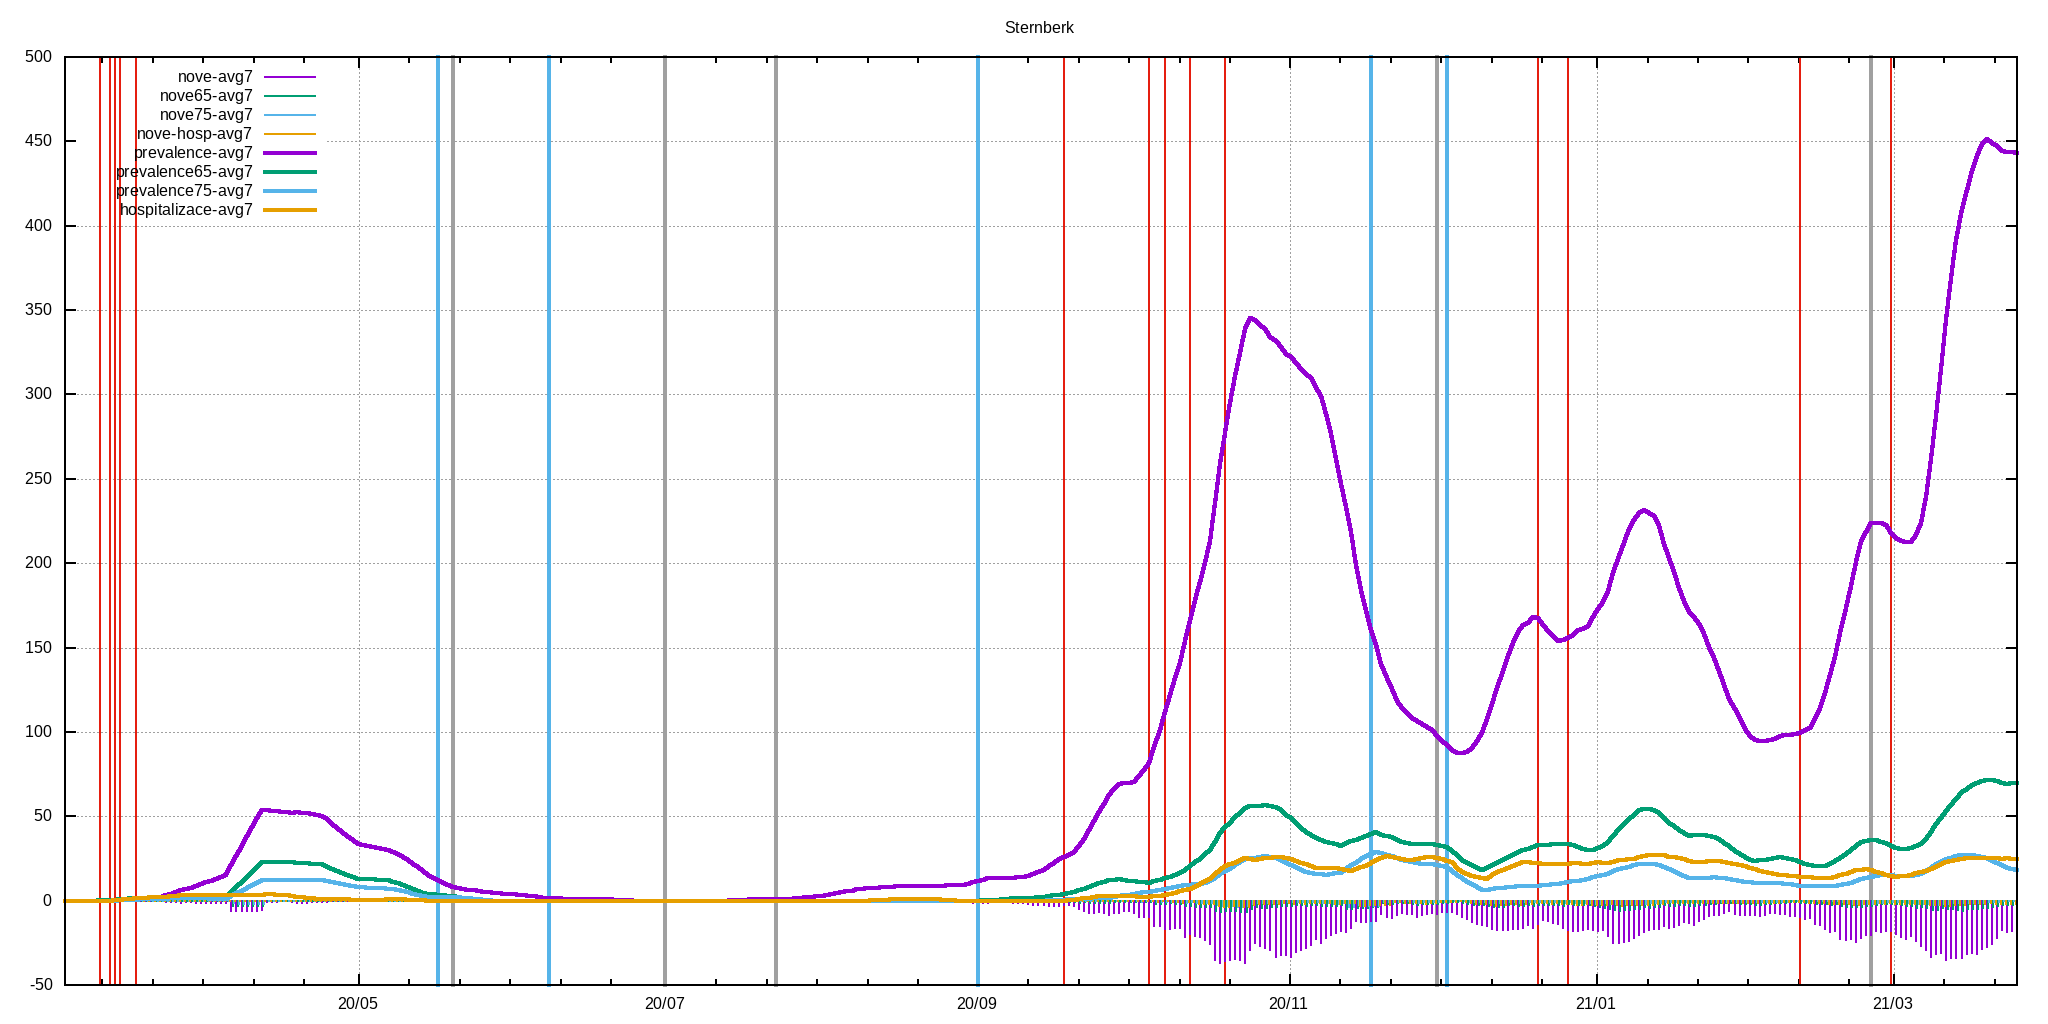 Sternberk
500
450
400
350
300
250
200
150
100
50
0
-50
nove-avg7
nove65-avg7
nove75-avg7
nove-hosp-avg7
prevalence-avg7
prevalence65-avg7
prevalence75-avg7
hospitalizace-avg7
20/05 20/07 20/09 20/11 21/01 21/03